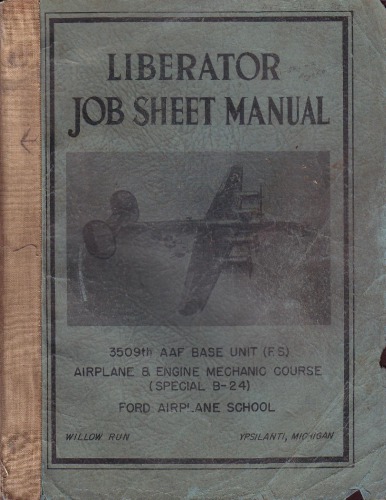 LIBERATOR
JOB SHEET MANUAL
3509th AAF BASE UNIT (F.S)
AIRPLANE & ENGINE MECHANIC COURSE
(SPECIAL B-24)
FORD AIRPLANE SCHOOL
WILLOW RUN YPSILANTI, MICHIGAN